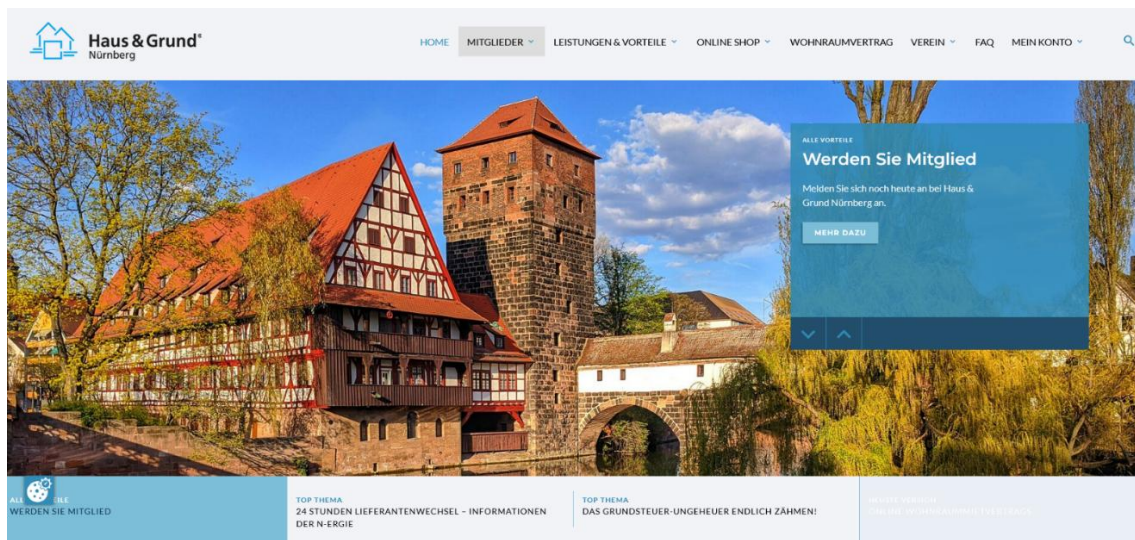 Haus & Grund®
Nürnberg
HOME MITGLIEDER LEISTUNGEN & VORTEILE ONLINE SHOP WOHNRAUMVERTRAG VEREIN FAQ MEIN KONTO
ALLE VORTEILE
Werden Sie Mitglied
Melden Sie sich noch heute an bei Haus &
Grund Nürnberg an.
MEHR DAZU
WERDEN SIE MITGLIED
TOP THEMA
24 STUNDEN LIEFERANTENWECHSEL – INFORMATIONEN
DER N-ERGIE
TOP THEMA
DAS GRUNDSTEUER-UNGEHEUER ENDLICH ZÄHMEN!